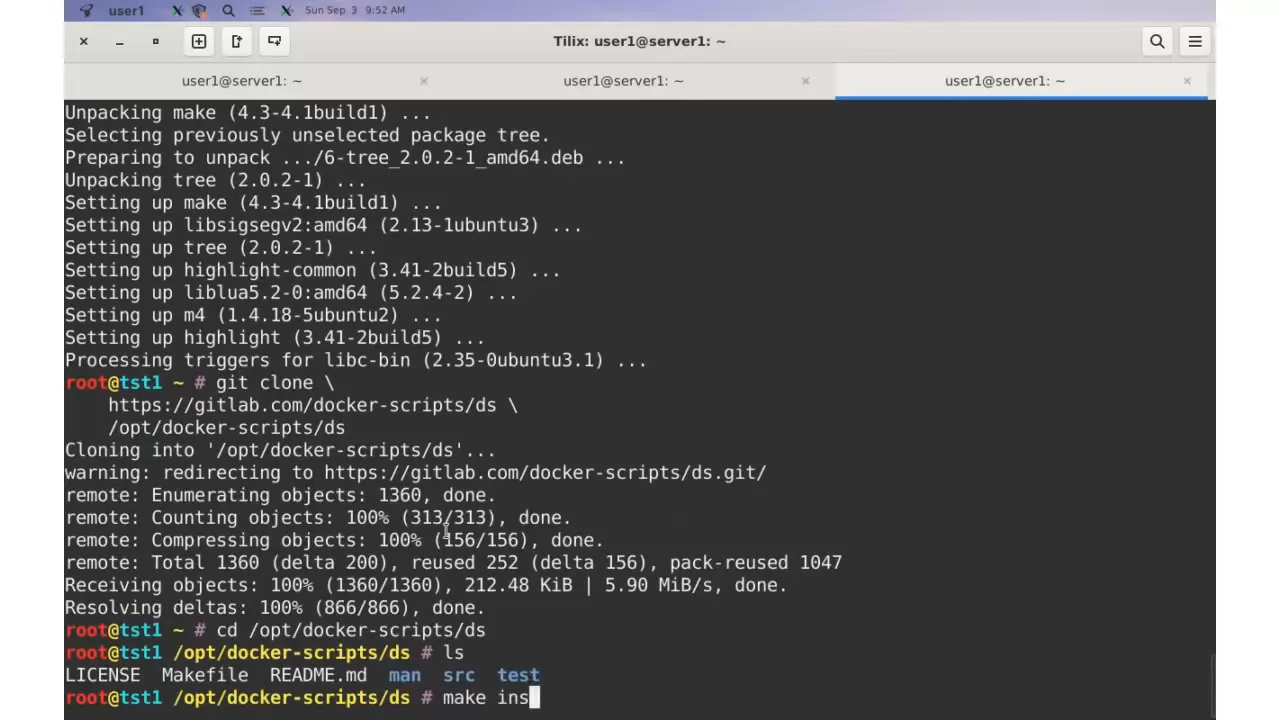 user1 Sun Sep 3 9:52 AM
Tilix: user1@server1: ~
user1@server1: ~ × user1@server1: ~ × user1@server1: ~ ×
Unpacking make (4.3-4.1build1) ...
Selecting previously unselected package tree.
Preparing to unpack .../6-tree_2.0.2-1_amd64.deb ...
Unpacking tree (2.0.2-1) ...
Setting up make (4.3-4.1build1) ...
Setting up libsigsegv2:amd64 (2.13-1ubuntu3) ...
Setting up tree (2.0.2-1) ...
Setting up highlight-common (3.41-2build5) ...
Setting up liblua5.2-0:amd64 (5.2.4-2) ...
Setting up m4 (1.4.18-5ubuntu2) ...
Setting up highlight (3.41-2build5) ...
Processing triggers for libc-bin (2.35-0ubuntu3.1) ...
root@tst1 ~ # git clone \
    https://gitlab.com/docker-scripts/ds \
    /opt/docker-scripts/ds
Cloning into '/opt/docker-scripts/ds'...
warning: redirecting to https://gitlab.com/docker-scripts/ds.git/
remote: Enumerating objects: 1360, done.
remote: Counting objects: 100% (313/313), done.
remote: Compressing objects: 100% (156/156), done.
remote: Total 1360 (delta 200), reused 252 (delta 156), pack-reused 1047
Receiving objects: 100% (1360/1360), 212.48 KiB | 5.90 MiB/s, done.
Resolving deltas: 100% (866/866), done.
root@tst1 ~ # cd /opt/docker-scripts/ds
root@tst1 /opt/docker-scripts/ds # ls
LICENSE  Makefile  README.md  man  src  test
root@tst1 /opt/docker-scripts/ds # make ins